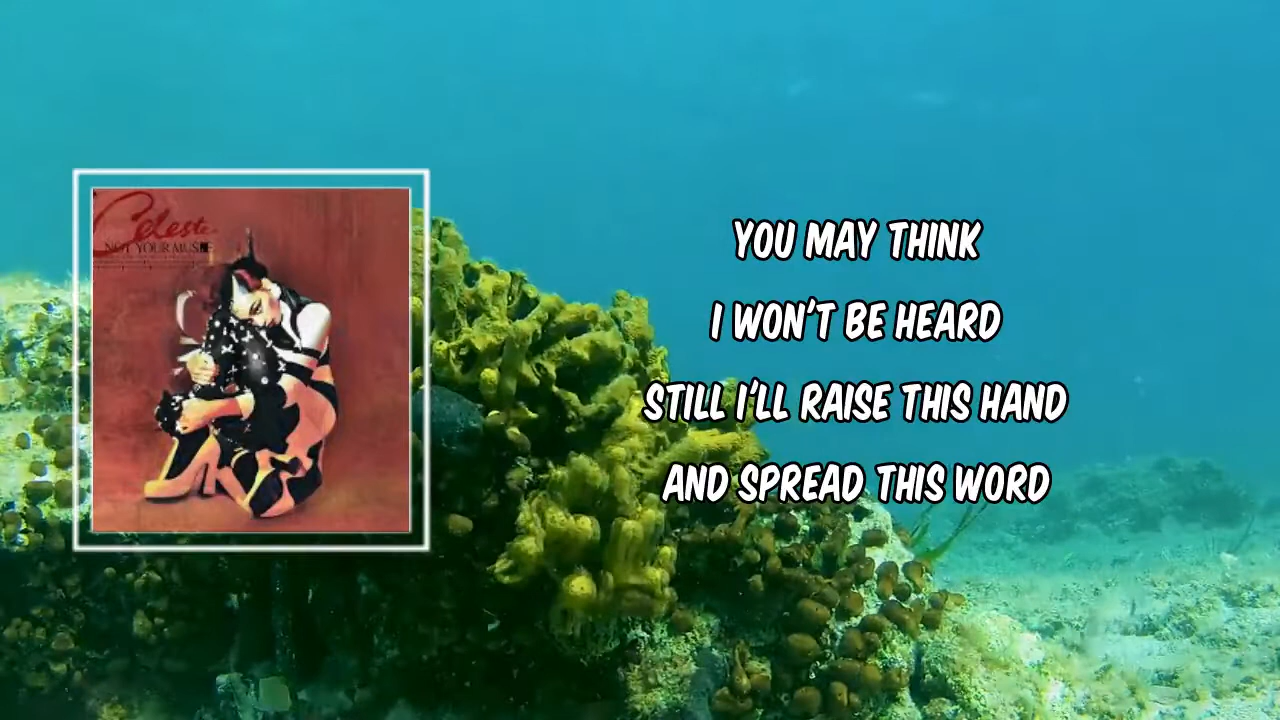 Celeste
NOT YOUR MUSE
YOU MAY THINK
I WON'T BE HEARD
STILL I'LL RAISE THIS HAND
AND SPREAD THIS WORD